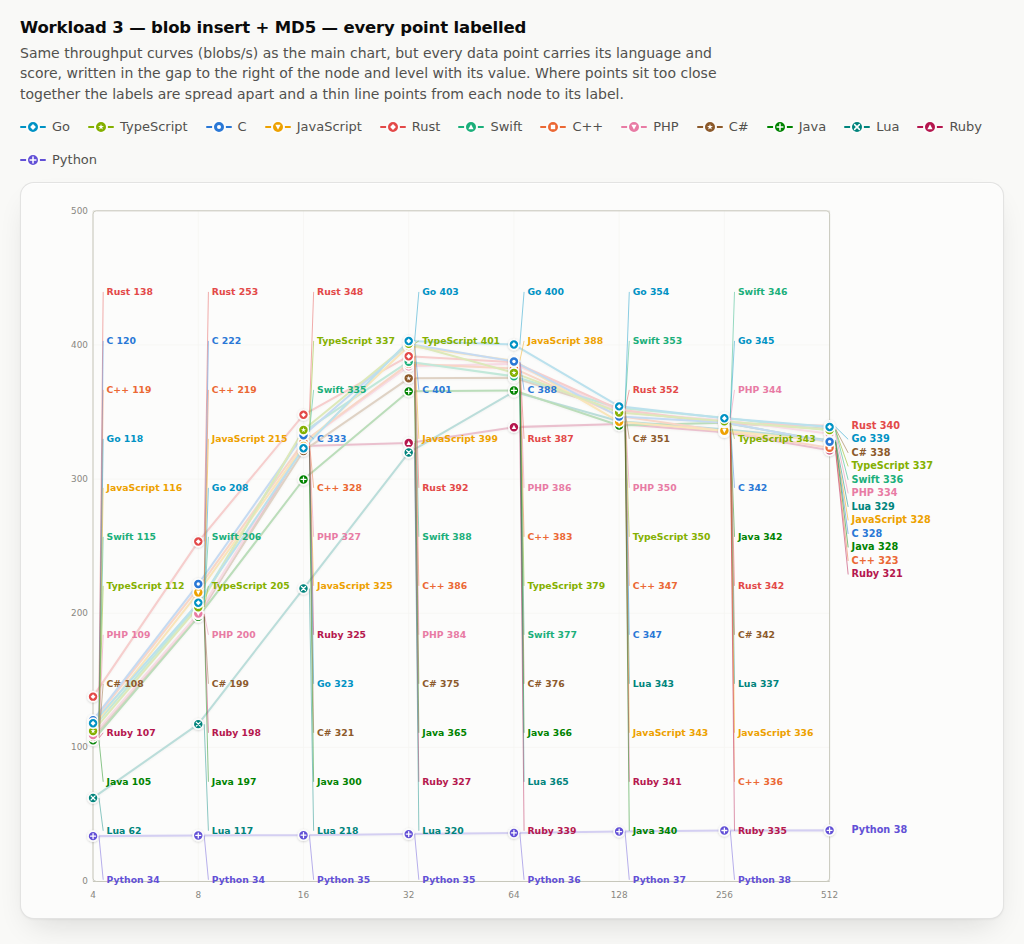 Workload 3 — blob insert + MD5 — every point labelled
Same throughput curves (blobs/s) as the main chart, but every data point carries its language and
score, written in the gap to the right of the node and level with its value. Where points sit too close
together the labels are spread apart and a thin line points from each node to its label.
Go TypeScript C JavaScript Rust Swift C++ PHP C# Java Lua Ruby
Python
500
Rust 138 Rust 253 Rust 348 Go 403 Go 400 Go 354 Swift 346
400 C 120 C 222 TypeScript 337 TypeScript 401 JavaScript 388 Swift 353 Go 345
C++ 119 C++ 219 Swift 335 C 401 C 388 Rust 352 PHP 344
Rust 340
Go 118 JavaScript 215 C 333 JavaScript 399 Rust 387 C# 351 TypeScript 343 Go 339
C# 338
TypeScript 337
Swift 336
300
JavaScript 116 Go 208 C++ 328 Rust 392 PHP 386 PHP 350 C 342 PHP 334
Lua 329
JavaScript 328
C 328
Swift 115 Swift 206 PHP 327 Swift 388 C++ 383 TypeScript 350 Java 342
Java 328
C++ 323
Ruby 321
TypeScript 112 TypeScript 205 JavaScript 325 C++ 386 TypeScript 379 C++ 347 Rust 342
200
PHP 109 PHP 200 Ruby 325 PHP 384 Swift 377 C 347 C# 342
C# 108 C# 199 Go 323 C# 375 C# 376 Lua 343 Lua 337
Ruby 107 Ruby 198 C# 321 Java 365 Java 366 JavaScript 343 JavaScript 336
100
Java 105 Java 197 Java 300 Ruby 327 Lua 365 Ruby 341 C++ 336
Lua 62 Lua 117 Lua 218 Lua 320 Ruby 339 Java 340 Ruby 335 Python 38
0 Python 34 Python 34 Python 35 Python 35 Python 36 Python 37 Python 38
4 8 16 32 64 128 256 512